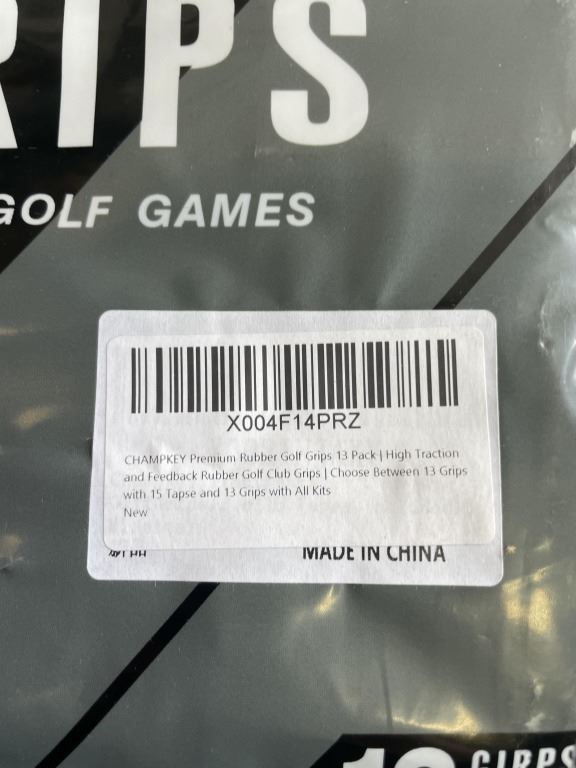 RIPS
GOLF GAMES
X004F14PRZ
CHAMPKEY Premium Rubber Golf Grips 13 Pack | High Traction
and Feedback Rubber Golf Club Grips | Choose Between 13 Grips
with 15 Tapse and 13 Grips with All Kits
New
MADE IN CHINA
GIRPS